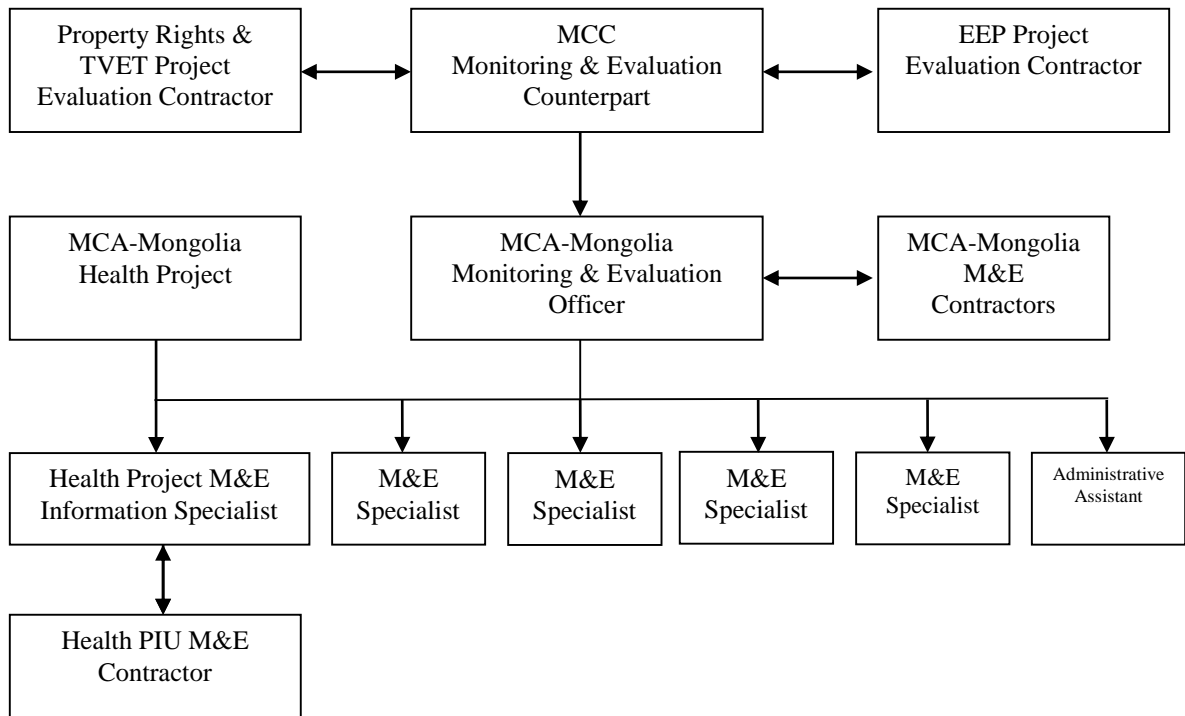 Property Rights &
TVET Project
Evaluation Contractor
MCC
Monitoring & Evaluation
Counterpart
EEP Project
Evaluation Contractor
MCA-Mongolia
Health Project
MCA-Mongolia
Monitoring & Evaluation
Officer
MCA-Mongolia
M&E
Contractors
Health Project M&E
Information Specialist
M&E
Specialist
M&E
Specialist
M&E
Specialist
M&E
Specialist
Administrative
Assistant
Health PIU M&E
Contractor